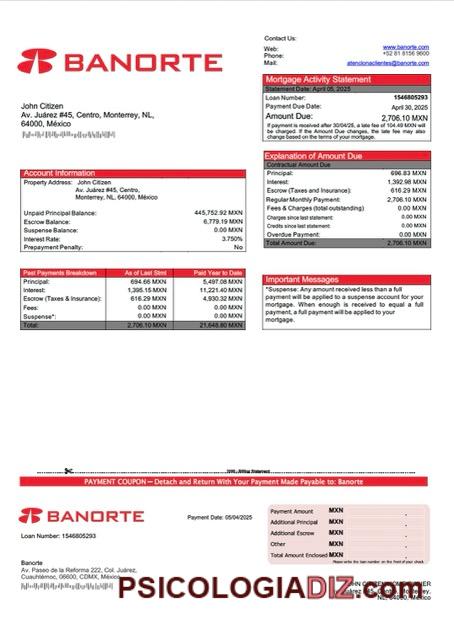 BANORTE
Contact Us:
Web: www.banorte.com
Phone: +52 81 8156 9600
Mail: atencionaclientes@banorte.com
Mortgage Activity Statement
Statement Date: April 05, 2025
Loan Number: 1546805293
Payment Due Date: April 30, 2025
Amount Due: 2,706.10 MXN
If payment is received after 30/04/25, a late fee of 104.49 MXN will
be charged. If the Amount Due changes, the late fee may also
change based on the terms of your mortgage.
John Citizen
Av. Juárez #45, Centro, Monterrey, NL,
64000, México
Explanation of Amount Due
Contractual Amount Due
Principal: 696.83 MXN
Interest: 1,392.98 MXN
Escrow (Taxes and Insurance): 616.29 MXN
Regular Monthly Payment: 2,706.10 MXN
Fees & Charges (total outstanding): 0.00 MXN
Charges since last statement: 0.00 MXN
Credits since last statement: 0.00 MXN
Overdue Payment: 0.00 MXN
Total Amount Due: 2,706.10 MXN
Account Information
Property Address: John Citizen
Av. Juárez #45, Centro,
Monterrey, NL, 64000, México
Unpaid Principal Balance: 445,752.92 MXN
Escrow Balance: 6,779.19 MXN
Suspense Balance: 0.00 MXN
Interest Rate: 3.750%
Prepayment Penalty: No
Past Payments Breakdown As of Last Stmt Paid Year to Date
Principal: 694.66 MXN 5,497.08 MXN
Interest: 1,395.15 MXN 11,221.40 MXN
Escrow (Taxes & Insurance): 616.29 MXN 4,930.32 MXN
Fees: 0.00 MXN 0.00 MXN
Suspense*: 0.00 MXN 0.00 MXN
Total: 2,706.10 MXN 21,648.80 MXN
Important Messages
*Suspense: Any amount received less than a full
payment will be applied to a suspense account for your
mortgage. When enough is received to equal a full
payment, a full payment will be applied to your
mortgage.
PAYMENT COUPON — Detach and Return With Your Payment Made Payable to: Banorte
BANORTE
Payment Date: 05/04/2025
Loan Number: 1546805293
Payment Amount MXN .
Additional Principal MXN .
Additional Escrow MXN .
Other MXN .
Total Amount Enclosed MXN .
Please write the loan number on the front of your check
Banorte
Av. Paseo de la Reforma 222, Col. Juárez,
Cuauhtémoc, 06600, CDMX, México
PSICOLOGIADIZ.com